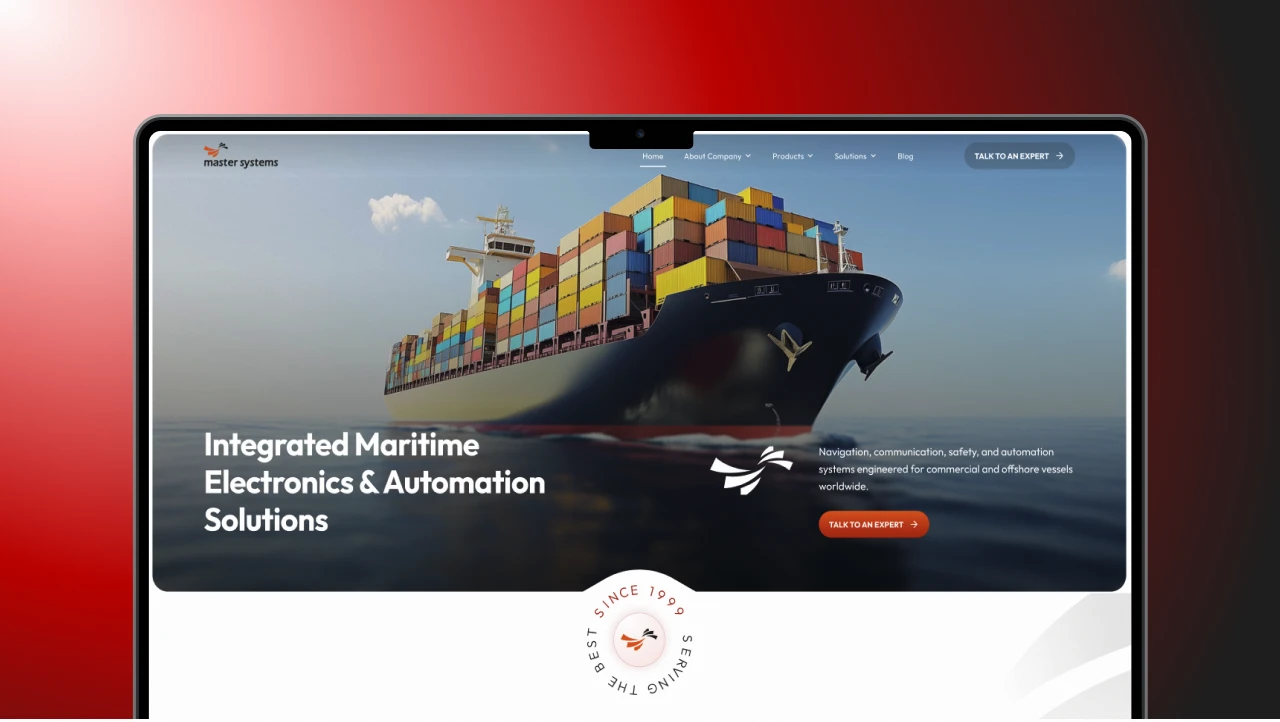 master systems
Home
About Company
Products
Solutions
Blog
TALK TO AN EXPERT
Integrated Maritime
Electronics & Automation
Solutions
Navigation, communication, safety, and automation
systems engineered for commercial and offshore vessels
worldwide.
TALK TO AN EXPERT
SINCE 1999
SERVING THE BEST